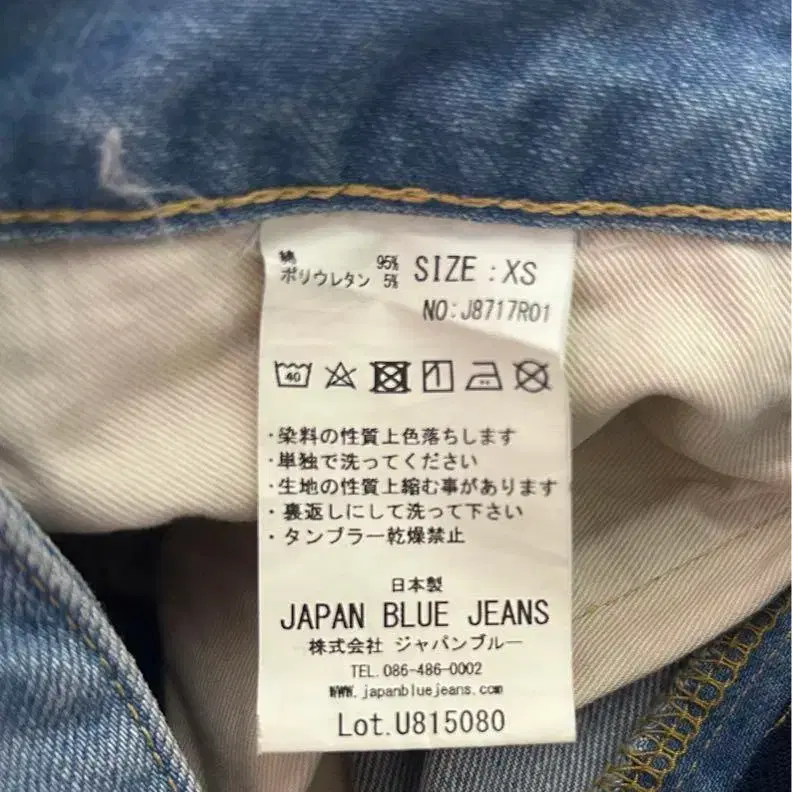 綿 95% SIZE : XS
ポリウレタン 5%
NO:J8717R01
40
・染料の性質上色落ちします
・単独で洗ってください
・生地の性質上縮む事があります
・裏返しにして洗って下さい
・タンブラー乾燥禁止
日本製
JAPAN BLUE JEANS
株式会社 ジャパンブルー
TEL. 086-486-0002
WWW.japanbluejeans.com
Lot.U815080